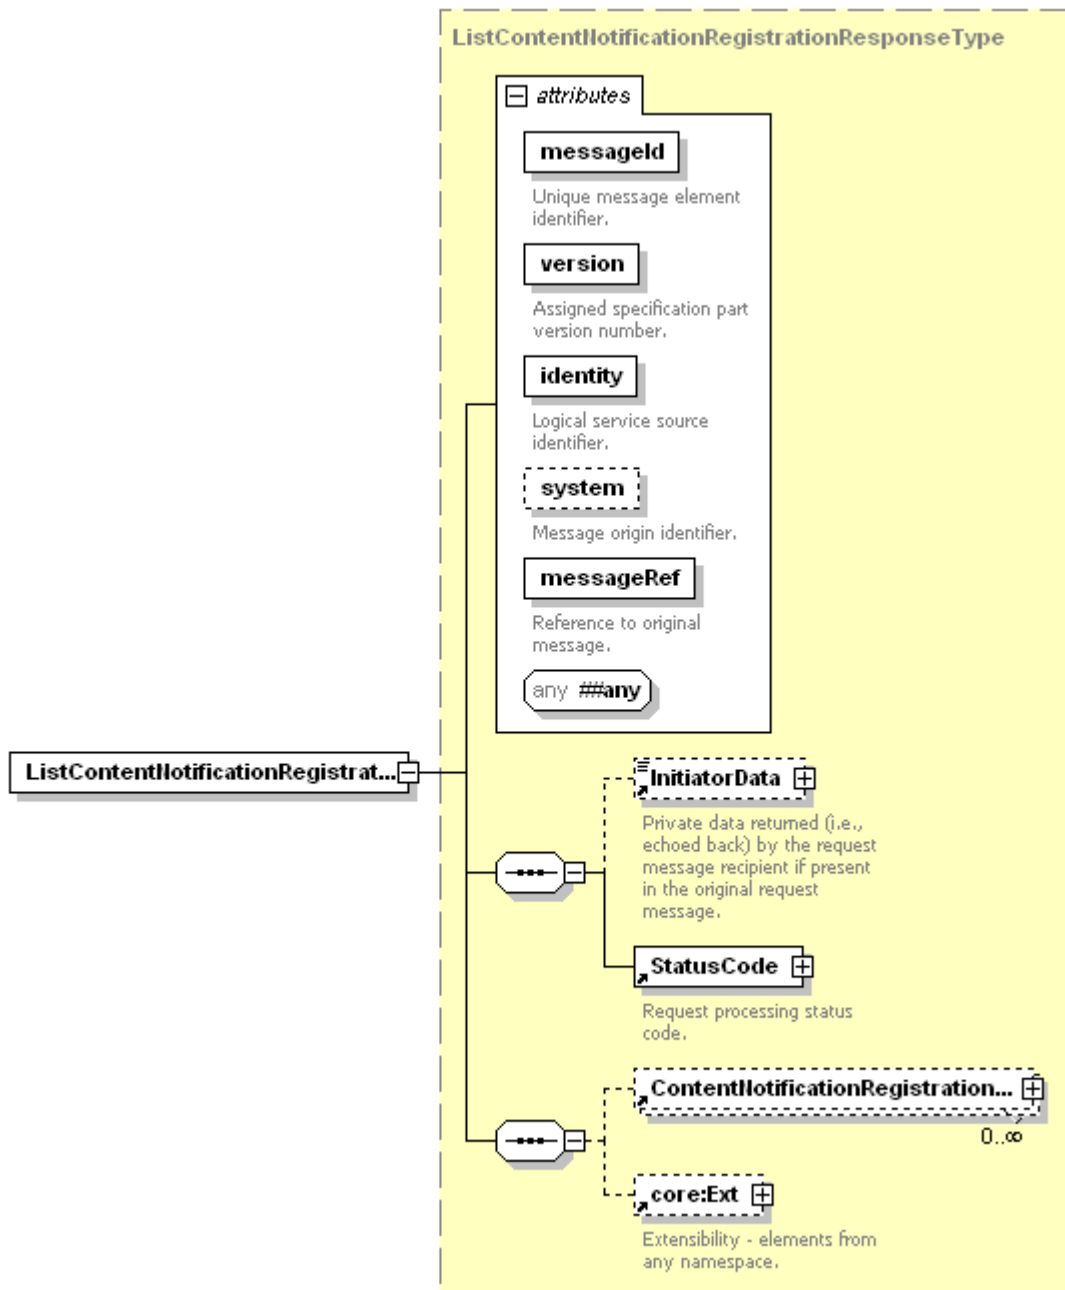 ListContentNotificationRegistrationResponseType
attributes
messageId
Unique message element
identifier.
version
Assigned specification part
version number.
identity
Logical service source
identifier.
system
Message origin identifier.
messageRef
Reference to original
message.
any ##any
ListContentNotificationRegistrat...
InitiatorData
Private data returned (i.e.,
echoed back) by the request
message recipient if present
in the original request
message.
StatusCode
Request processing status
code.
ContentNotificationRegistration...
0..∞
core:Ext
Extensibility - elements from
any namespace.